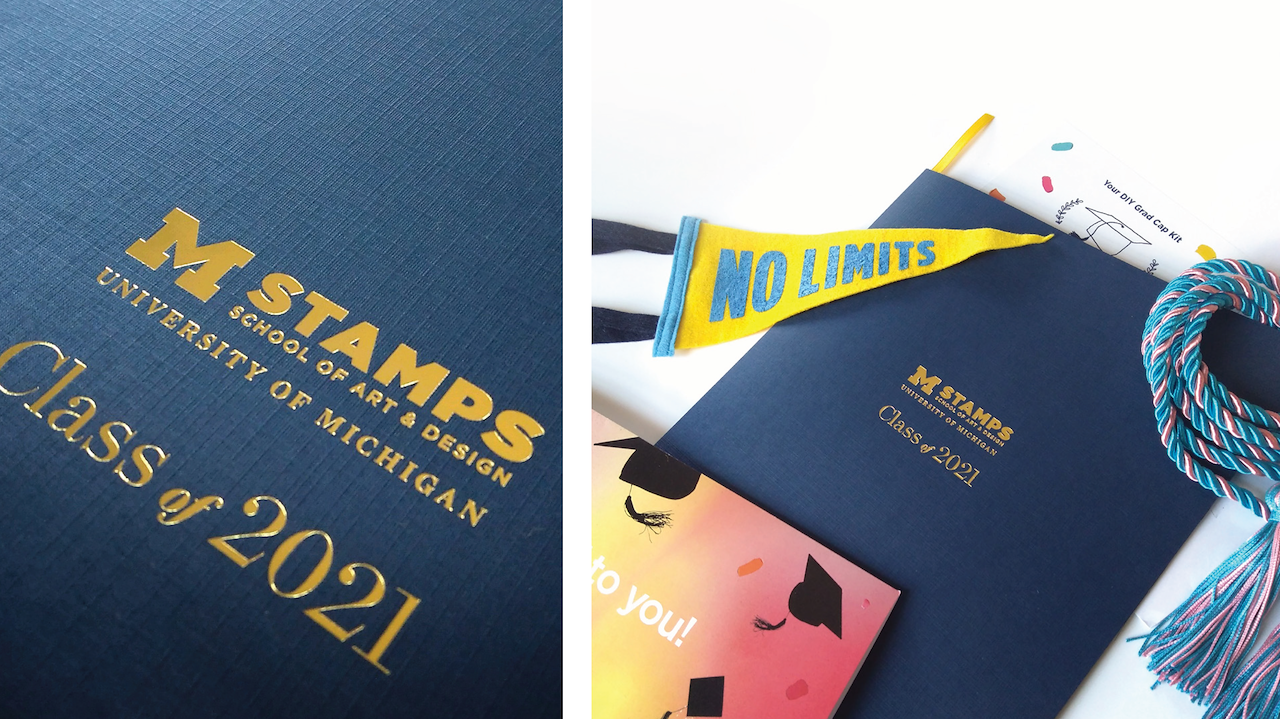 M STAMPS
SCHOOL OF ART & DESIGN
UNIVERSITY OF MICHIGAN
Class of 2021
NO LIMITS
Your DIY Grad Cap Kit
M STAMPS
SCHOOL OF ART & DESIGN
UNIVERSITY OF MICHIGAN
Class of 2021
to you!